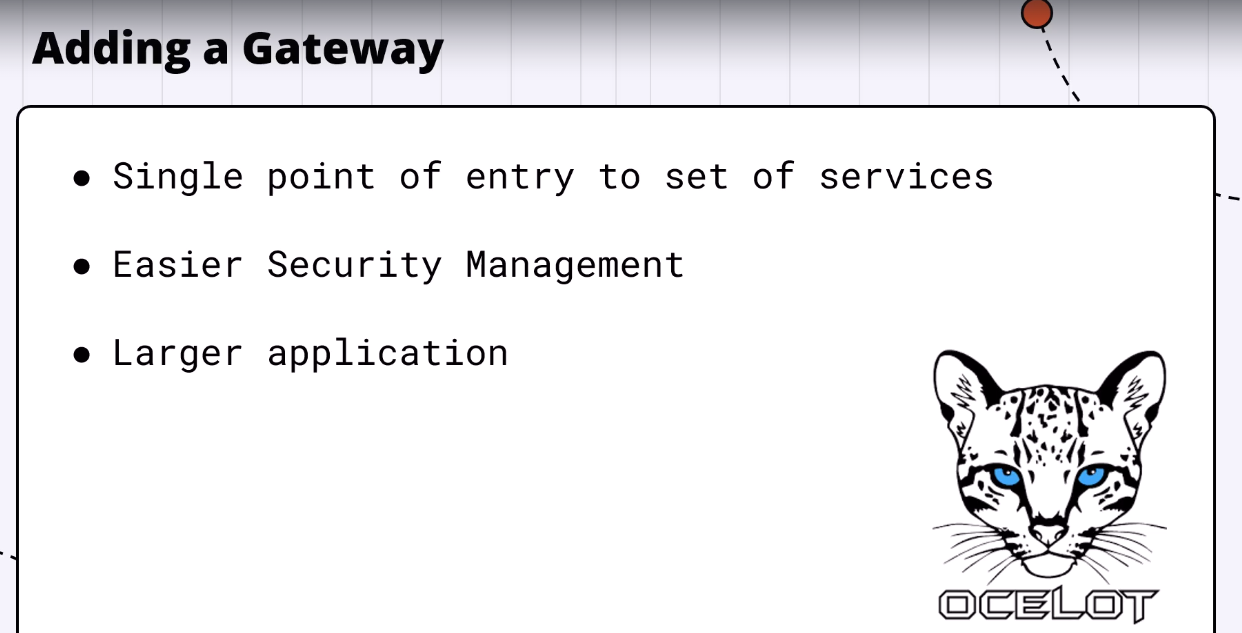 Adding a Gateway
● Single point of entry to set of services
● Easier Security Management
● Larger application
OCELOT